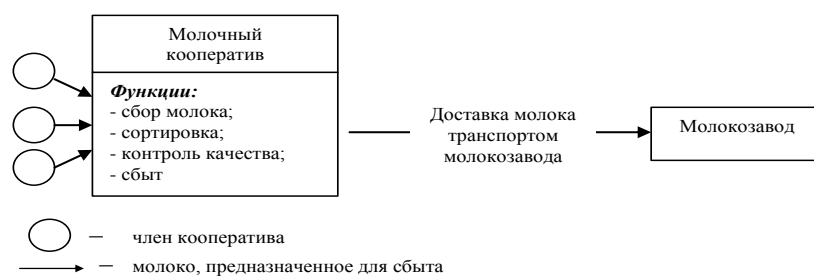 Молочный
кооператив
Функции:
- сбор молока;
- сортировка;
- контроль качества;
- сбыт
Доставка молока
транспортом
молокозавода
Молокозавод
– член кооператива
– молоко, предназначенное для сбыта